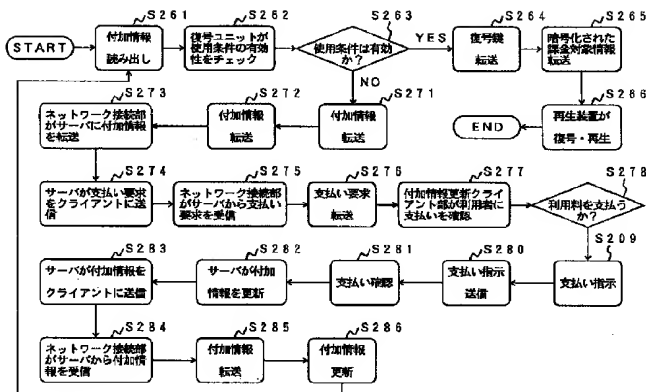 START
S261
付加情報
読み出し
S262
復号ユニットが
使用条件の有効
性をチェック
S263
使用条件は有効
か?
YES
NO
S264
復号鍵
転送
S265
暗号化された
課金対象情報
転送
S266
再生装置が
復号・再生
END
S271
付加情報
転送
S272
付加情報
転送
S273
ネットワーク接続部
がサーバに付加情報
を転送
S274
サーバが支払い要求
をクライアントに送
信
S275
ネットワーク接続部
がサーバから支払い
要求を受信
S276
支払い要求
転送
S277
付加情報更新クライ
アント部が利用者に
支払いを確認
S278
利用料を支払う
か?
S209
支払い指示
S280
支払い指示
送信
S281
支払い確認
S282
サーバが付加
情報を更新
S283
サーバが付加情報を
クライアントに送信
S284
ネットワーク接続部
がサーバから付加情
報を受信
S285
付加情報
転送
S286
付加情報
更新